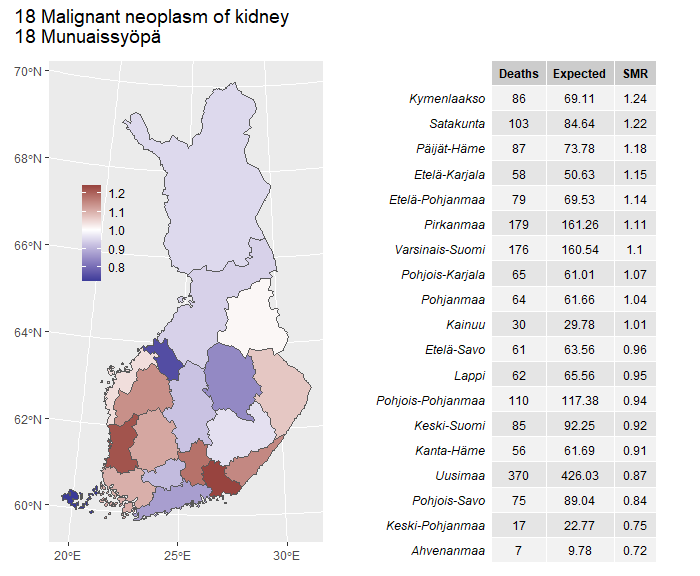 18 Malignant neoplasm of kidney
18 Munuaissyöpä
70°N
68°N
66°N
64°N
62°N
60°N
20°E 25°E 30°E
1.2
1.1
1.0
0.9
0.8
Deaths Expected SMR
Kymenlaakso 86 69.11 1.24
Satakunta 103 84.64 1.22
Päijät-Häme 87 73.78 1.18
Etelä-Karjala 58 50.63 1.15
Etelä-Pohjanmaa 79 69.53 1.14
Pirkanmaa 179 161.26 1.11
Varsinais-Suomi 176 160.54 1.1
Pohjois-Karjala 65 61.01 1.07
Pohjanmaa 64 61.66 1.04
Kainuu 30 29.78 1.01
Etelä-Savo 61 63.56 0.96
Lappi 62 65.56 0.95
Pohjois-Pohjanmaa 110 117.38 0.94
Keski-Suomi 85 92.25 0.92
Kanta-Häme 56 61.69 0.91
Uusimaa 370 426.03 0.87
Pohjois-Savo 75 89.04 0.84
Keski-Pohjanmaa 17 22.77 0.75
Ahvenanmaa 7 9.78 0.72